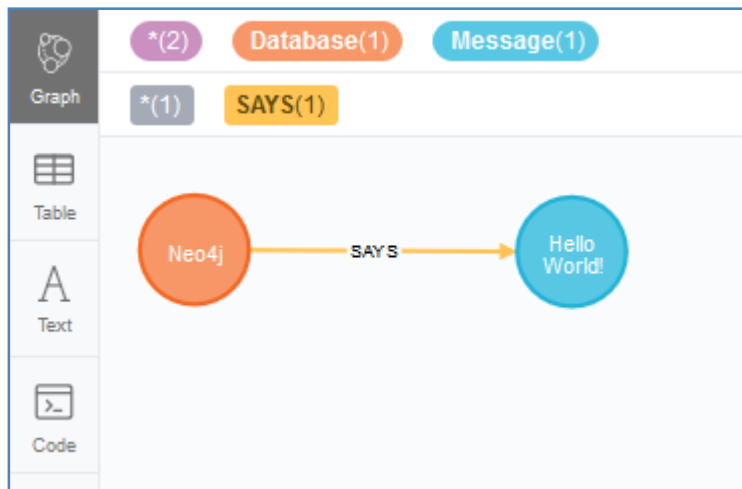 Graph
*(2) Database(1) Message(1)
*(1) SAYS(1)
Table
Text
Code
Neo4j
SAYS
Hello
World!